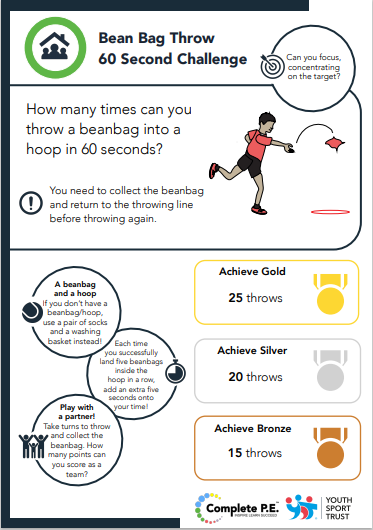 Bean Bag Throw
60 Second Challenge
Can you focus,
concentrating
on the target?
How many times can you
throw a beanbag into a
hoop in 60 seconds?
You need to collect the beanbag
and return to the throwing line
before throwing again.
A beanbag
and a hoop
If you don't have a
beanbag/hoop,
use a pair of socks
and a washing
basket instead!
Each time
you successfully
land five beanbags
inside the
hoop in a row,
add an extra five
seconds onto
your time!
Play with
a partner!
Take turns to throw
and collect the
beanbag. How
many points can
you score as a
team?
Achieve Gold
25 throws
Achieve Silver
20 throws
Achieve Bronze
15 throws
Complete P.E.
INSPIRE LEARN SUCCEED
YOUTH
SPORT
TRUST